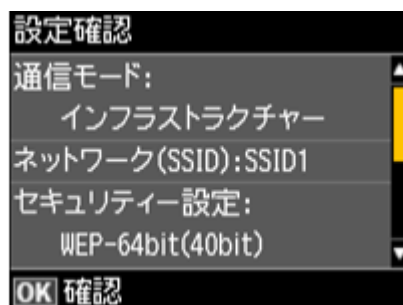 設定確認
通信モード:
インフラストラクチャー
ネットワーク(SSID):SSID1
セキュリティー設定:
WEP-64bit(40bit)
OK 確認